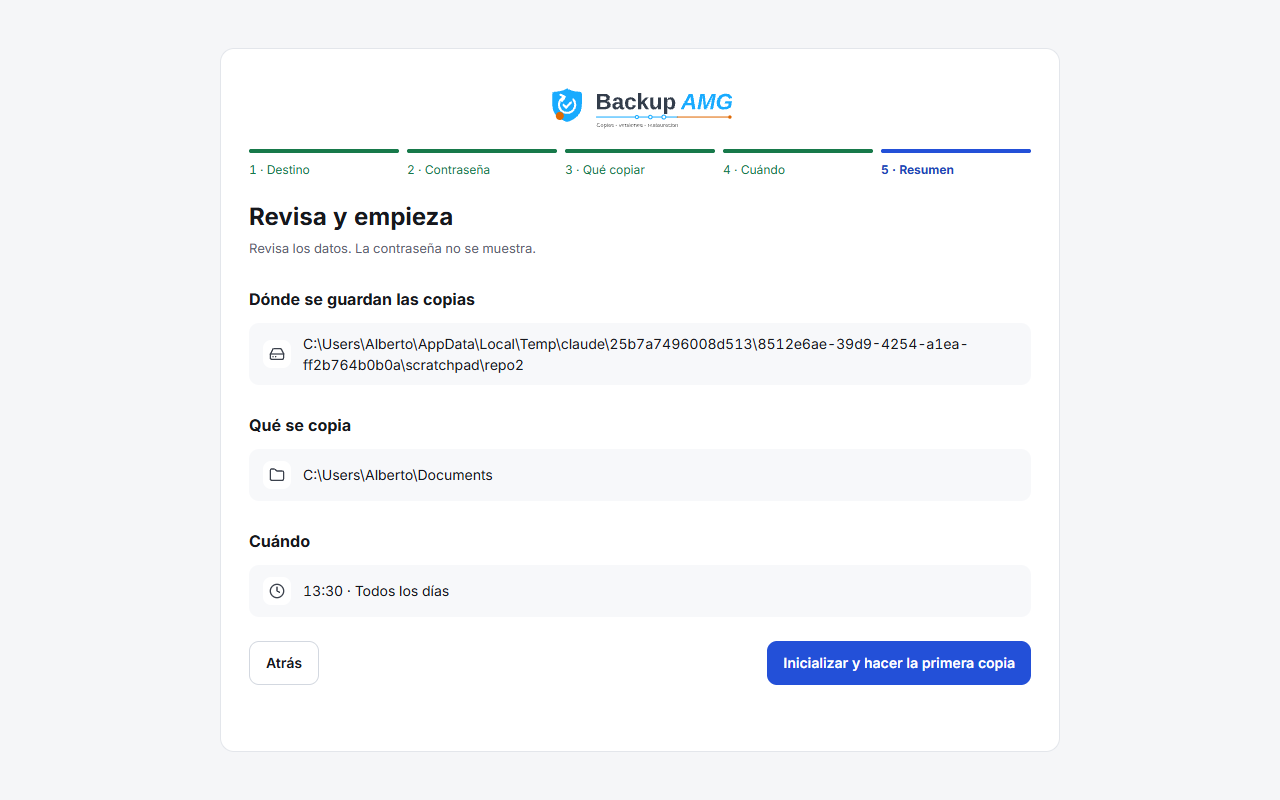 Backup AMG
Copias · versiones · restauración
1 · Destino
2 · Contraseña
3 · Qué copiar
4 · Cuándo
5 · Resumen
Revisa y empieza
Revisa los datos. La contraseña no se muestra.
Dónde se guardan las copias
C:\Users\Alberto\AppData\Local\Temp\claude\25b7a7496008d513\8512e6ae-39d9-4254-a1ea-
ff2b764b0b0a\scratchpad\repo2
Qué se copia
C:\Users\Alberto\Documents
Cuándo
13:30 · Todos los días
Atrás
Inicializar y hacer la primera copia